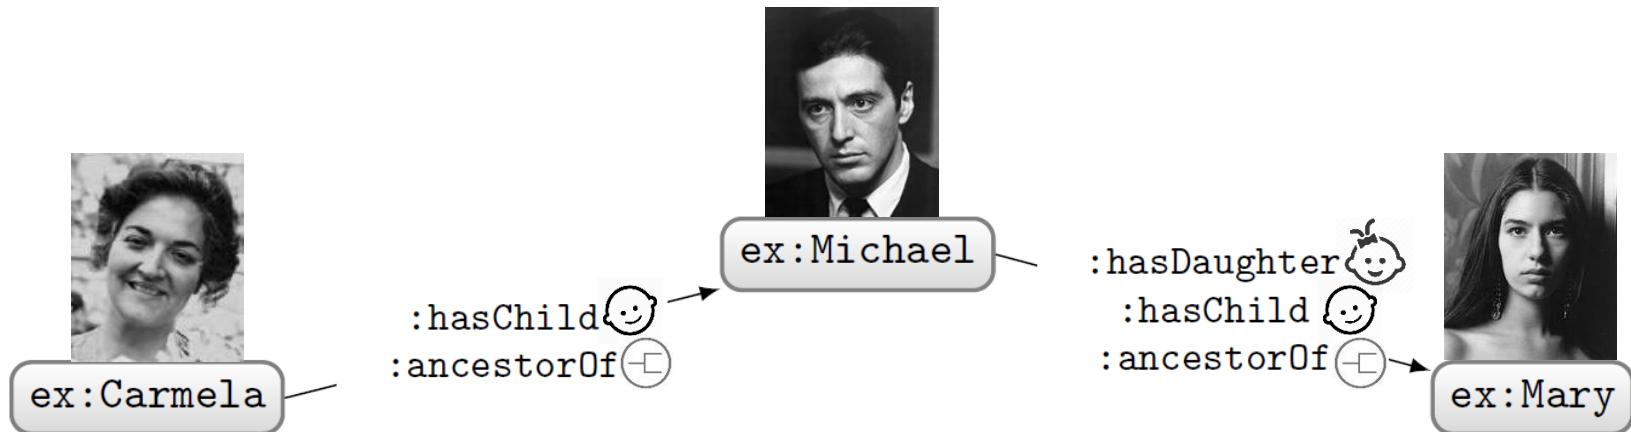 ex:Carmela
:hasChild
:ancestorOf
ex:Michael
:hasDaughter
:hasChild
:ancestorOf
ex:Mary